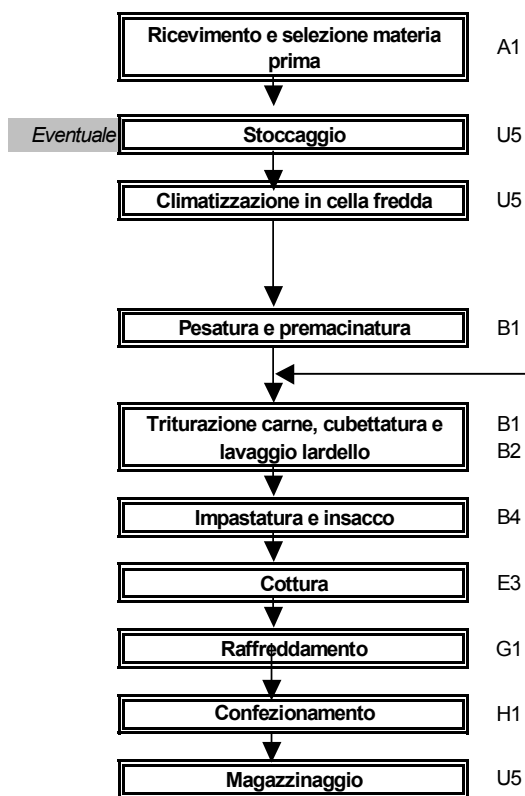 Ricevimento e selezione materia
prima
A1
Eventuale
Stoccaggio
U5
Climatizzazione in cella fredda
U5
Pesatura e premacinatura
B1
Triturazione carne, cubettatura e
lavaggio lardello
B1
B2
Impastatura e insacco
B4
Cottura
E3
Raffreddamento
G1
Confezionamento
H1
Magazzinaggio
U5